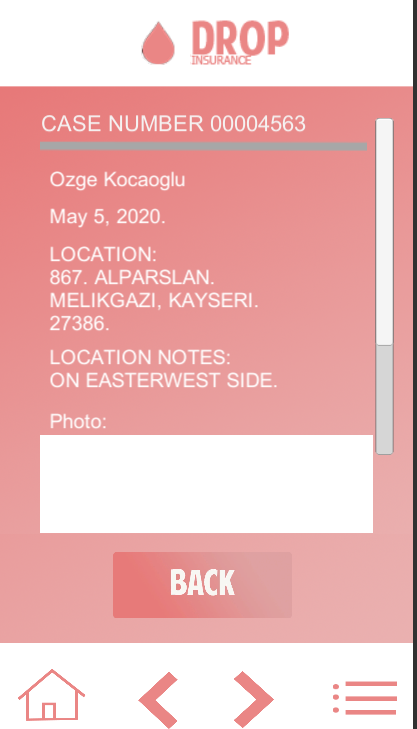 DROP
INSURANCE
CASE NUMBER 00004563
Ozge Kocaoglu
May 5, 2020.
LOCATION:
867. ALPARSLAN.
MELIKGAZI, KAYSERI.
27386.
LOCATION NOTES:
ON EASTERWEST SIDE.
Photo:
BACK